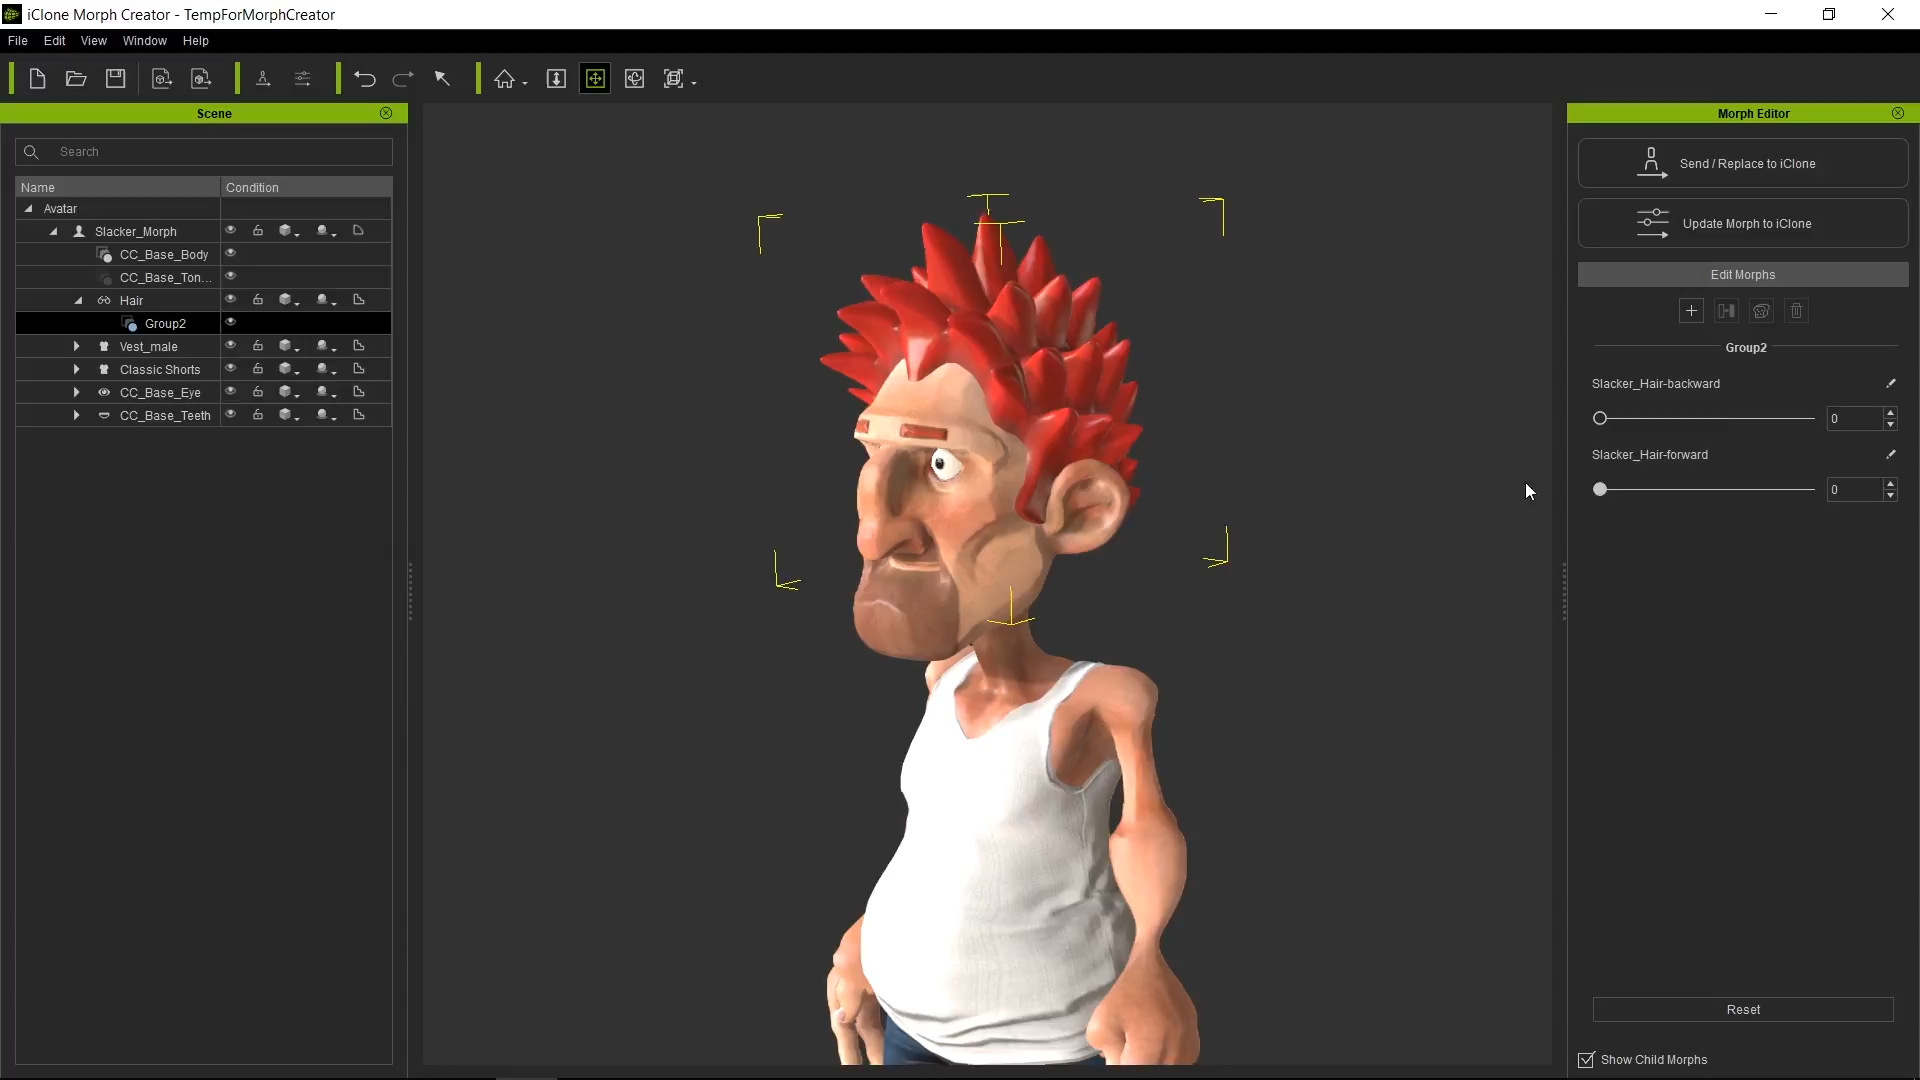 iClone Morph Creator - TempForMorphCreator
File Edit View Window Help
Scene
Search
Name Condition
Avatar
Slacker_Morph
CC_Base_Body
CC_Base_Ton...
Hair
Group2
Vest_male
Classic Shorts
CC_Base_Eye
CC_Base_Teeth
Morph Editor
Send / Replace to iClone
Update Morph to iClone
Edit Morphs
Group2
Slacker_Hair-backward
0
Slacker_Hair-forward
0
Reset
Show Child Morphs